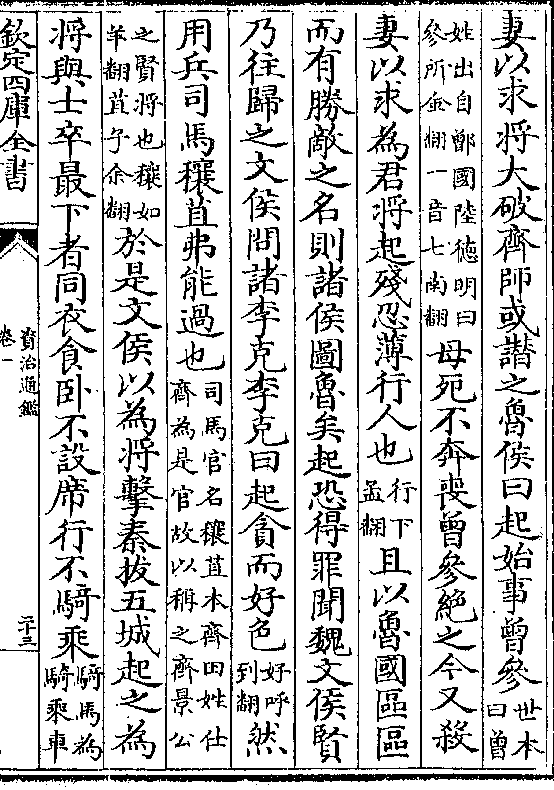 妻以求將大破齊師或譖之魯侯曰起始事曾參世本曰曾
姓出自鄫國陸徳明曰參所金翻一音七南翻母死不奔喪曾參絶之今又殺
妻以求為君將起殘忍薄行人也行下孟翻且以魯國區區
而有勝敵之名則諸侯圖魯矣起恐得罪聞魏文侯賢
乃往歸之文侯問諸李克李克曰起貪而好色好呼到翻然
用兵司馬穰苴弗能過也司馬官名穰苴本齊田姓仕齊為是官故以稱之齊景公
之賢將也穰如羊翻苴子余翻於是文侯以為將擊秦拔五城起之為
將與士卒最下者同衣食卧不設席行不騎乘騎馬為騎乘車
欽定四庫全書
資治通鑑
卷一
二十三